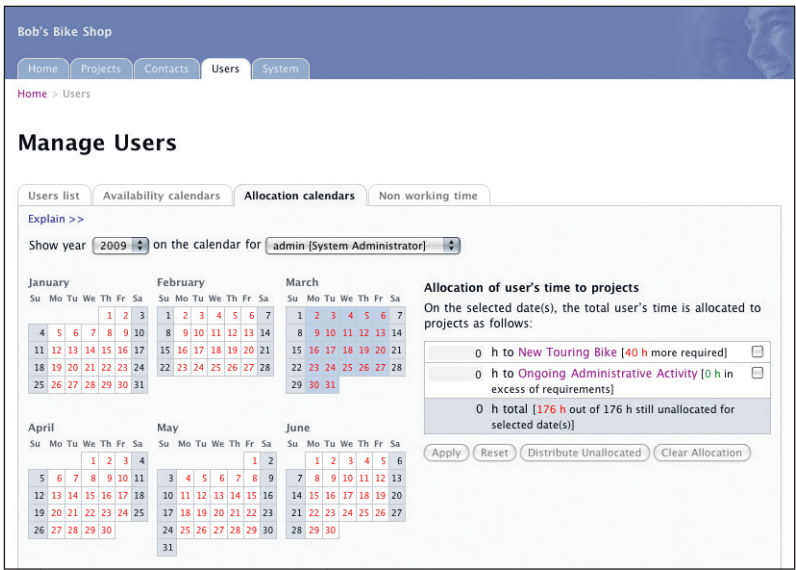 Bob's Bike Shop
Home Projects Contacts Users System
Home > Users
Manage Users
Users list Availability calendars Allocation calendars Non working time
Explain >>
Show year 2009 on the calendar for admin [System Administrator]
January
Su Mo Tu We Th Fr Sa
1 2 3
4 5 6 7 8 9 10
11 12 13 14 15 16 17
18 19 20 21 22 23 24
25 26 27 28 29 30 31
February
Su Mo Tu We Th Fr Sa
1 2 3 4 5 6 7
8 9 10 11 12 13 14
15 16 17 18 19 20 21
22 23 24 25 26 27 28
March
Su Mo Tu We Th Fr Sa
1 2 3 4 5 6 7
8 9 10 11 12 13 14
15 16 17 18 19 20 21
22 23 24 25 26 27 28
29 30 31
Allocation of user's time to projects
On the selected date(s), the total user's time is allocated to
projects as follows:
0 h to New Touring Bike [40 h more required]
0 h to Ongoing Administrative Activity [0 h in
excess of requirements]
0 h total [176 h out of 176 h still unallocated for
selected date(s)]
Apply Reset Distribute Unallocated Clear Allocation
April
Su Mo Tu We Th Fr Sa
1 2 3 4
5 6 7 8 9 10 11
12 13 14 15 16 17 18
19 20 21 22 23 24 25
26 27 28 29 30
May
Su Mo Tu We Th Fr Sa
1 2
3 4 5 6 7 8 9
10 11 12 13 14 15 16
17 18 19 20 21 22 23
24 25 26 27 28 29 30
31
June
Su Mo Tu We Th Fr Sa
1 2 3 4 5 6
7 8 9 10 11 12 13
14 15 16 17 18 19 20
21 22 23 24 25 26 27
28 29 30